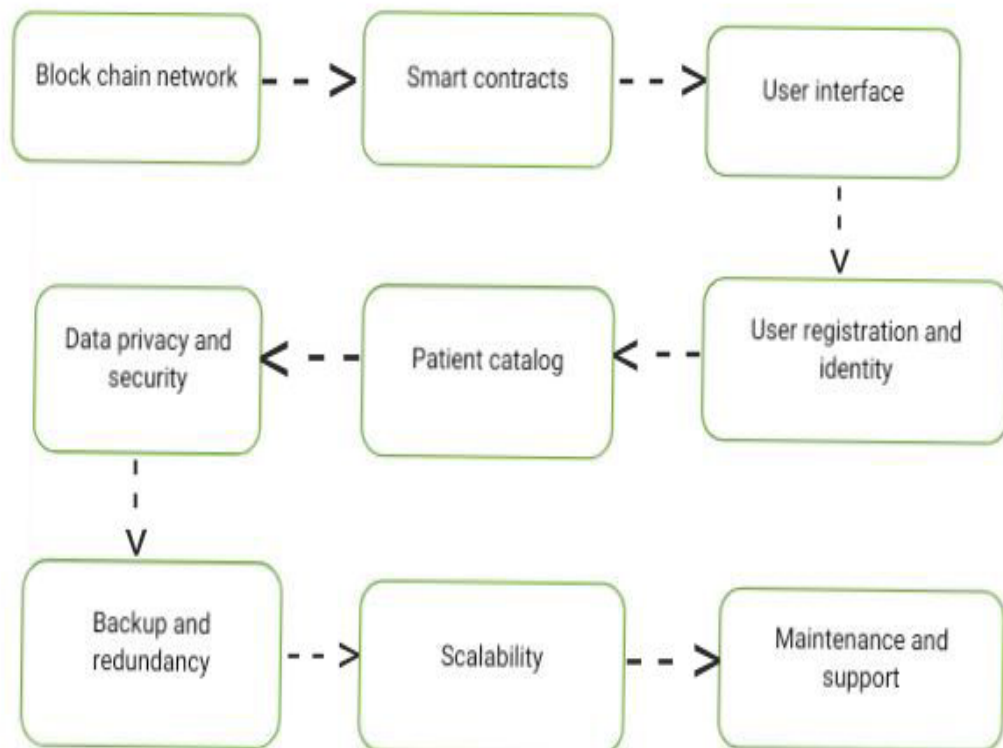 Block chain network
Smart contracts
User interface
User registration and
identity
Patient catalog
Data privacy and
security
Backup and
redundancy
Scalability
Maintenance and
support